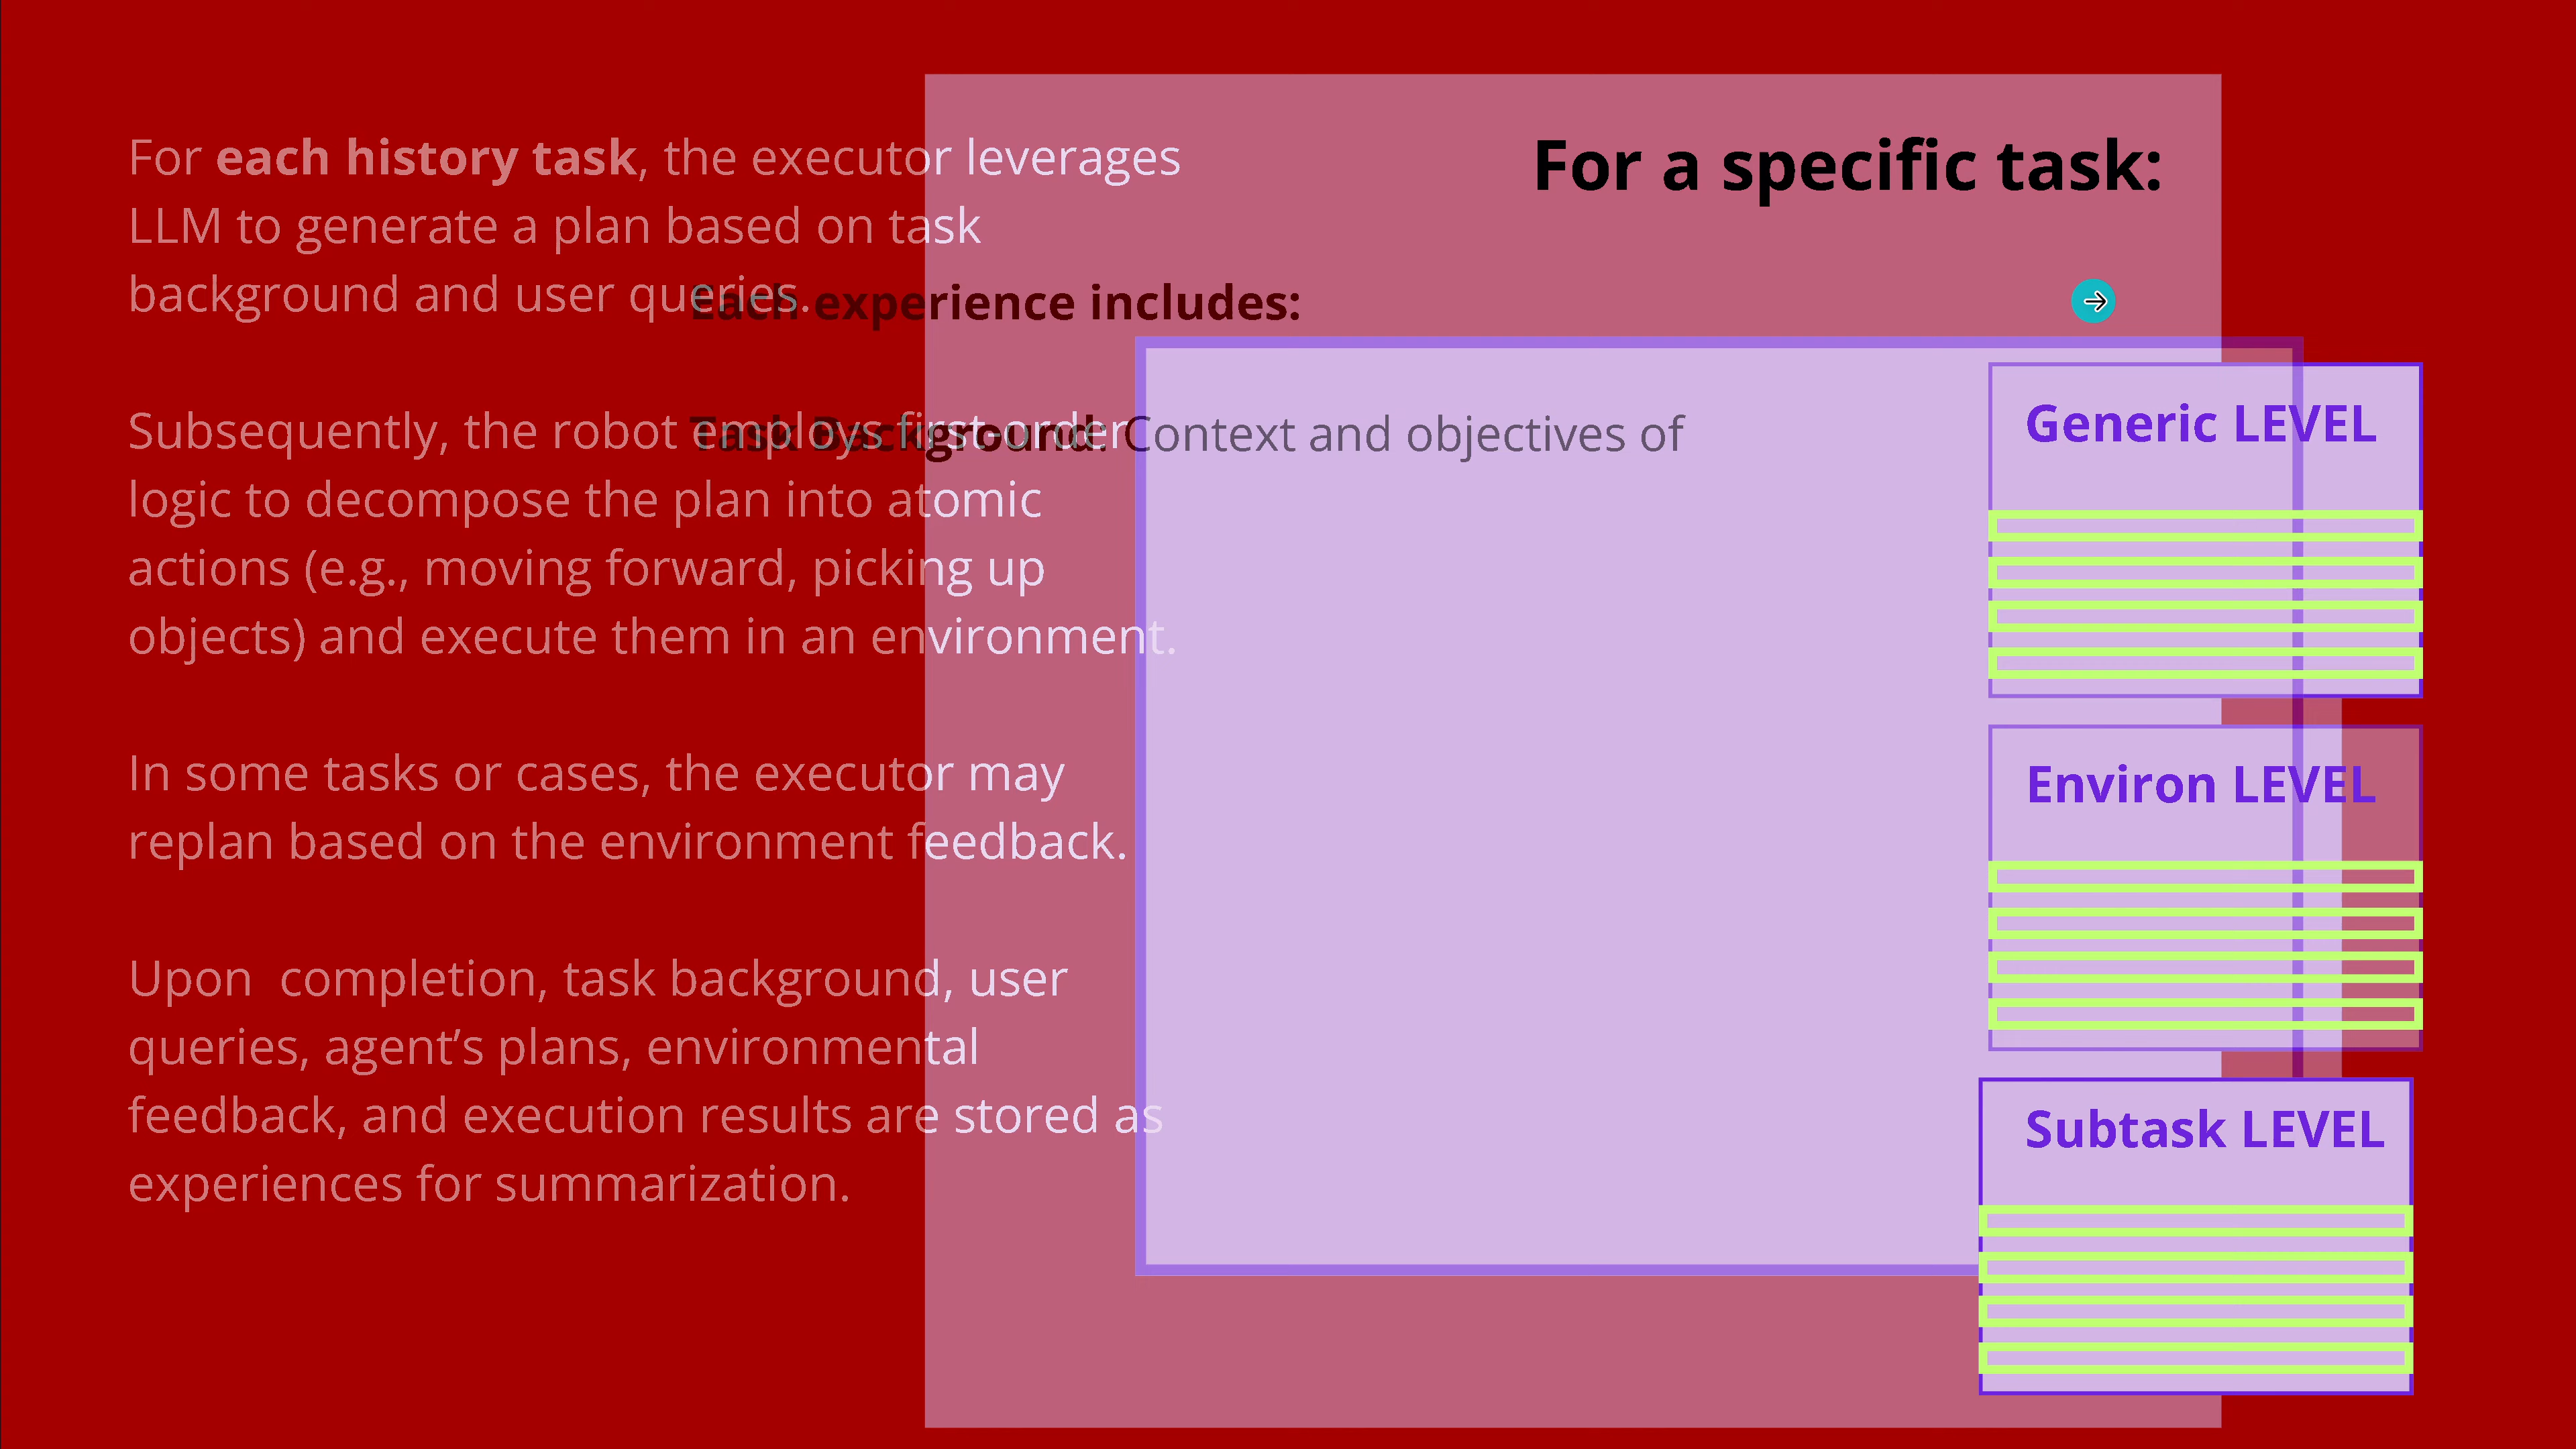 For each history task, the executor leverages
LLM to generate a plan based on task
background and user queries.
Subsequently, the robot employs first-order
logic to decompose the plan into atomic
actions (e.g., moving forward, picking up
objects) and execute them in an environment.
In some tasks or cases, the executor may
replan based on the environment feedback.
Upon  completion, task background, user
queries, agent’s plans, environmental
feedback, and execution results are stored as
experiences for summarization.
Each experience includes:
Task Background: Context and objectives of
For a specific task:
Generic LEVEL
Environ LEVEL
Subtask LEVEL